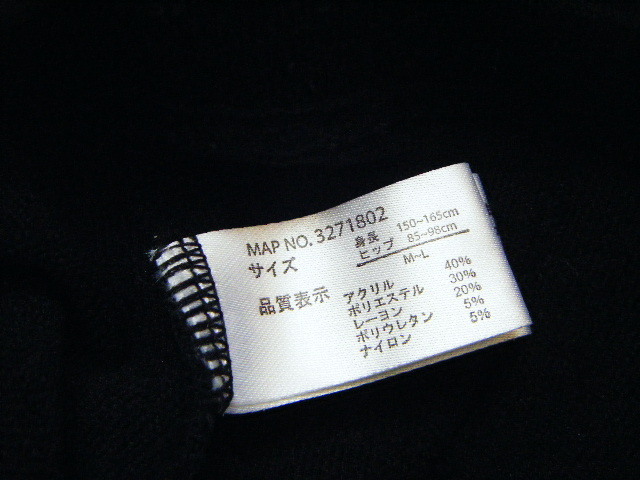 MAP NO. 3271802
サイズ
身長 150~165cm
ヒップ 85~98cm
M~L
品質表示
アクリル 40%
ポリエステル 30%
レーヨン 20%
ポリウレタン 5%
ナイロン 5%